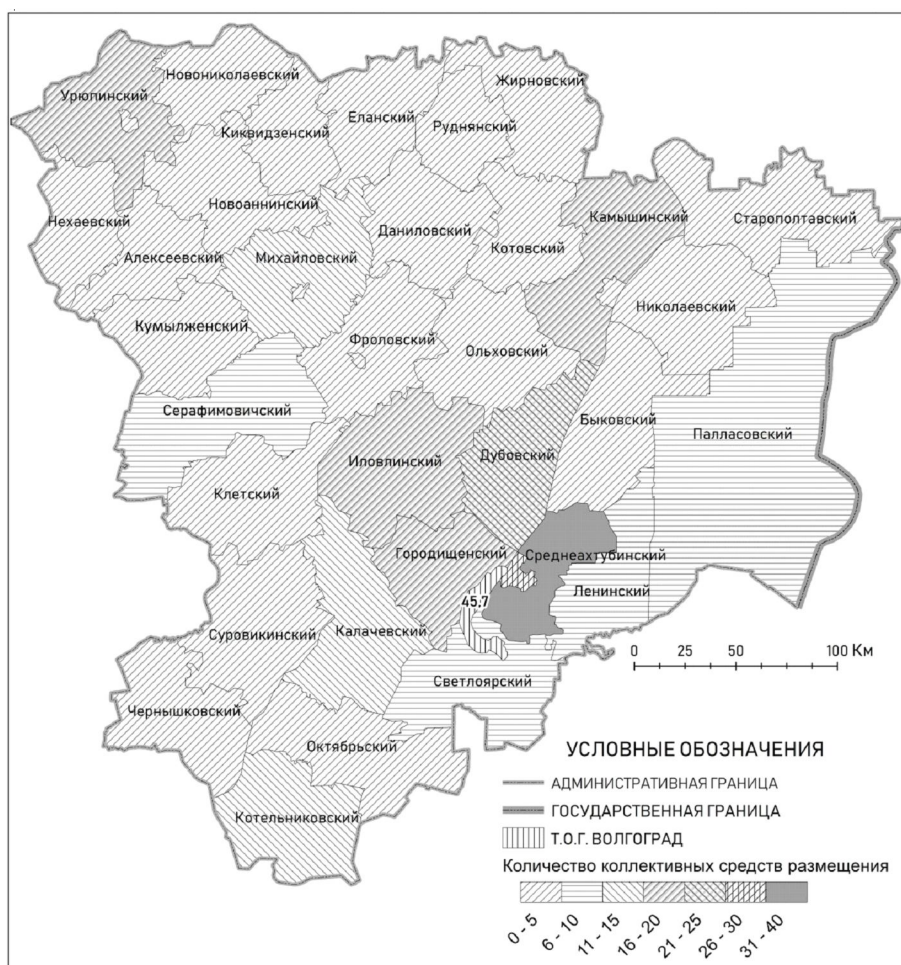 Новониколаевский
Урюпинский
Жирновский
Еланский
Руднянский
Киквидзенский
Нехаевский
Новоаннинский
Даниловский
Камышинский
Старополтавский
Алексеевский
Михайловский
Котовский
Николаевский
Кумылженский
Фроловский
Ольховский
Серафимовичский
Быковский
Палласовский
Иловлинский
Дубовский
Клетский
Городищенский
Среднеахтубинский
Ленинский
45,7
Суровикинский
Калачевский
Светлоярский
Чернышковский
Октябрьский
Котельниковский
0 25 50 100 Км
УСЛОВНЫЕ ОБОЗНАЧЕНИЯ
АДМИНИСТРАТИВНАЯ ГРАНИЦА
ГОСУДАРСТВЕННАЯ ГРАНИЦА
Т.О.Г. ВОЛГОГРАД
Количество коллективных средств размещения
0 - 5
6 - 10
11 - 15
16 - 20
21 - 25
26 - 30
31 - 40